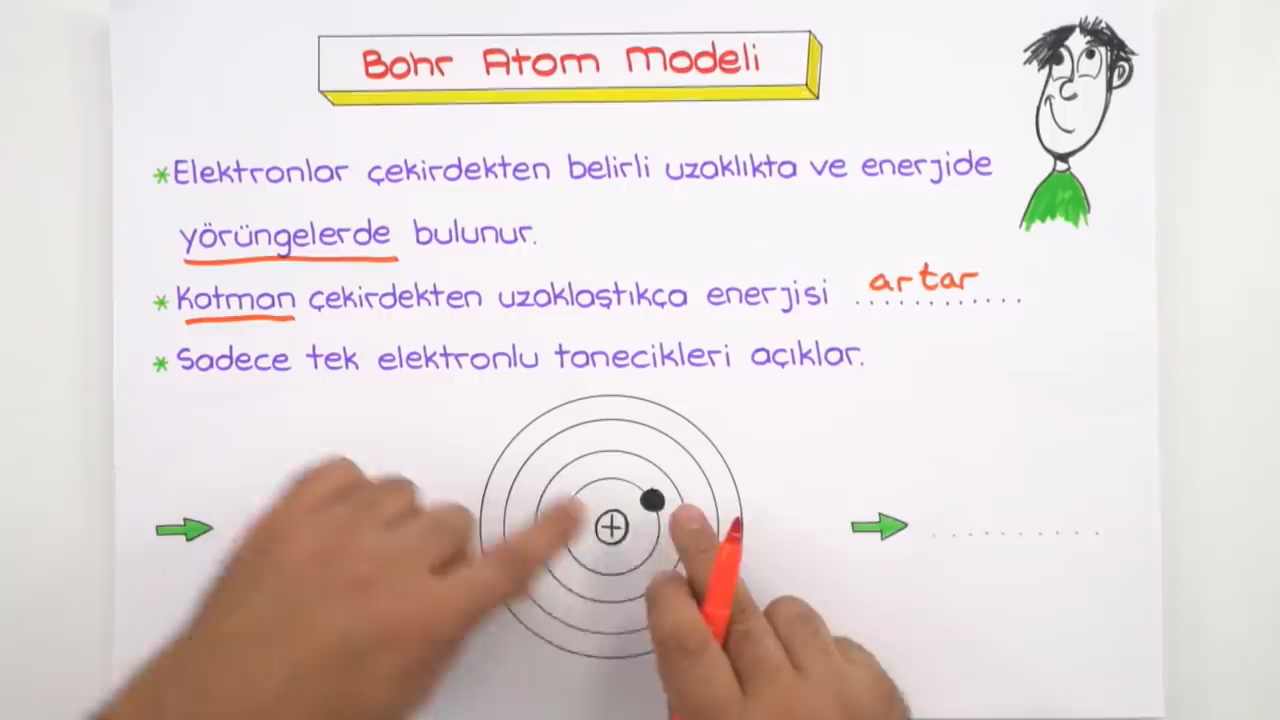 Bohr Atom Modeli
*Elektronlar çekirdekten belirli uzaklıkta ve enerjide
yörüngelerde bulunur.
*Katman çekirdekten uzaklaştıkça enerjisi artar
*Sadece tek elektronlu tanecikleri açıklar.
+